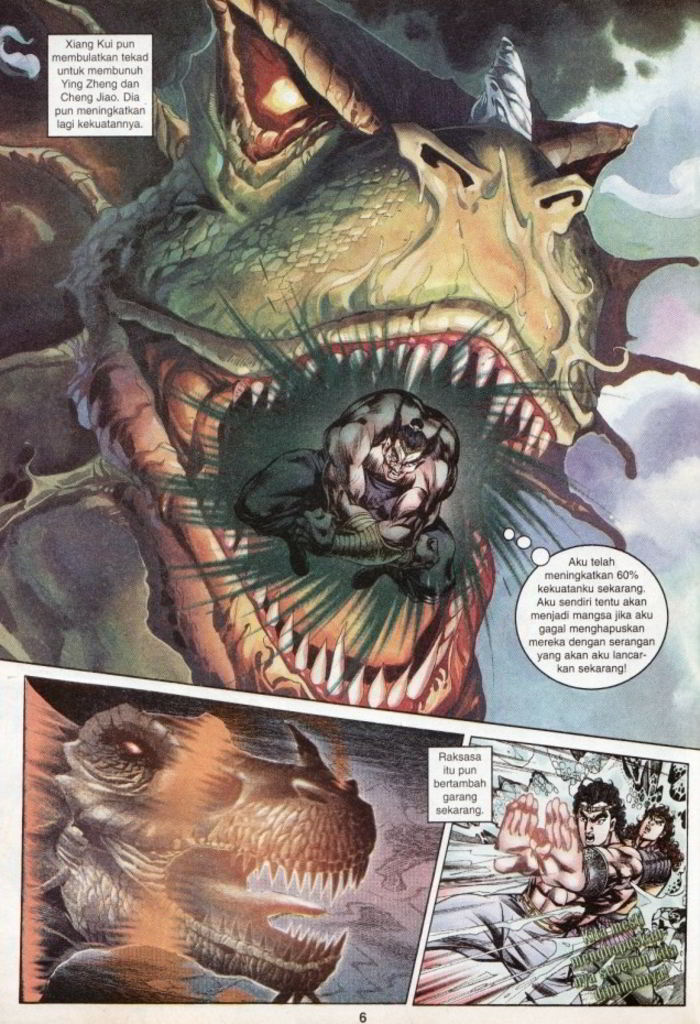 Xiang Kui pun
membulatkan tekad
untuk membunuh
Ying Zheng dan
Cheng Jiao. Dia
pun meningkatkan
lagi kekuatannya.
Aku telah
meningkatkan 60%
kekuatanku sekarang.
Aku sendiri tentu akan
menjadi mangsa jika aku
gagal menghapuskan
mereka dengan serangan
yang akan aku lancar-
kan sekarang!
Raksasa
itu pun
bertambah
garang
sekarang.
menghapuskan
6